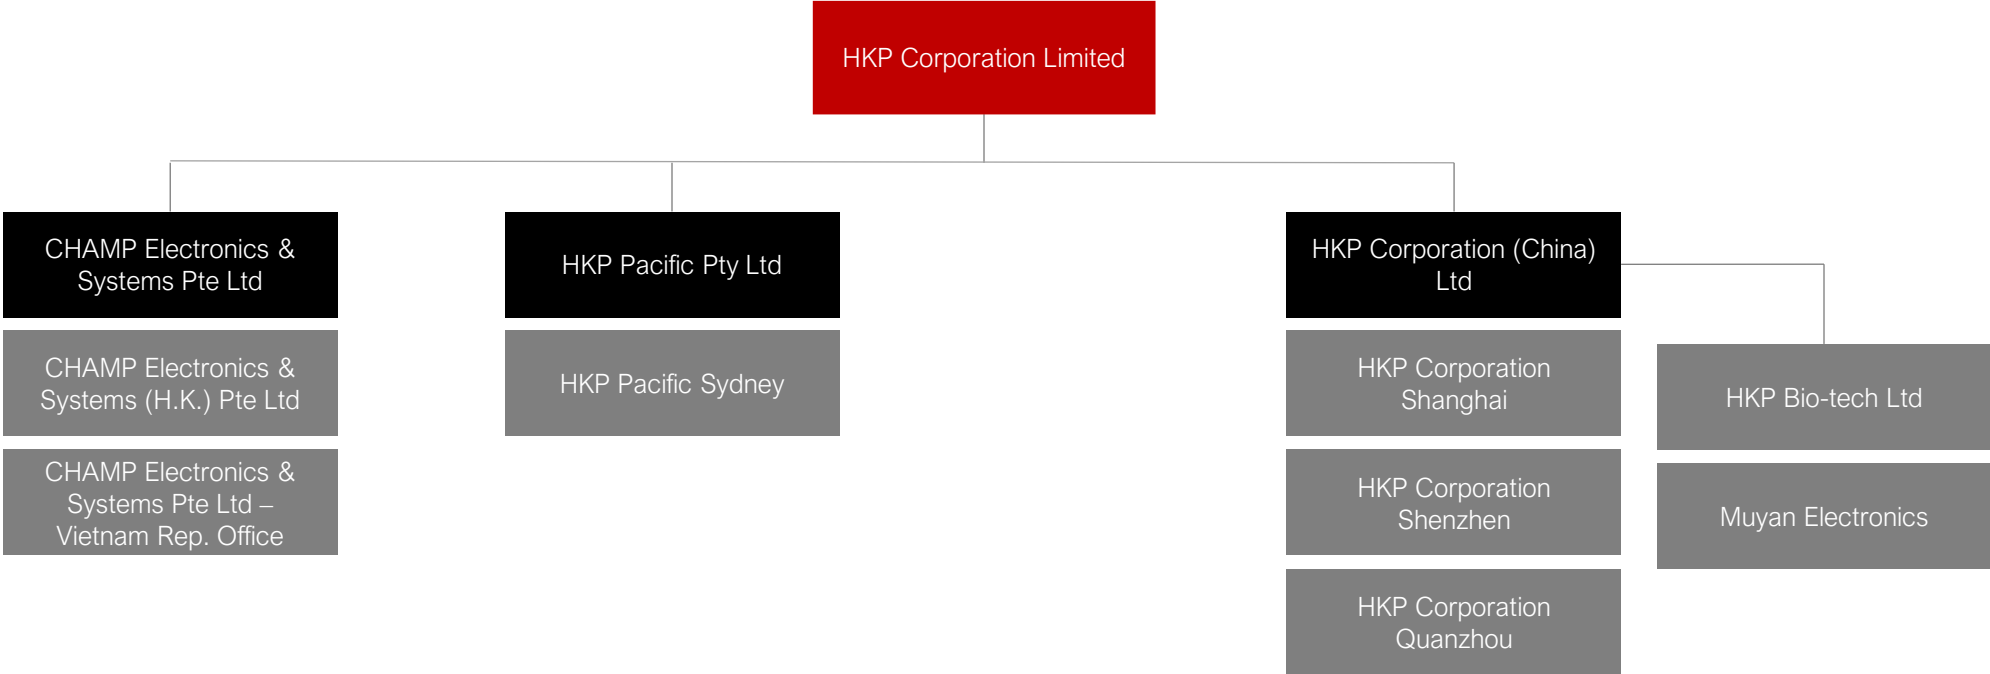 HKP Corporation Limited
CHAMP Electronics &
Systems Pte Ltd
HKP Pacific Pty Ltd
HKP Corporation (China)
Ltd
CHAMP Electronics &
Systems (H.K.) Pte Ltd
HKP Pacific Sydney
HKP Corporation
Shanghai
HKP Bio-tech Ltd
CHAMP Electronics &
Systems Pte Ltd –
Vietnam Rep. Office
HKP Corporation
Shenzhen
Muyan Electronics
HKP Corporation
Quanzhou